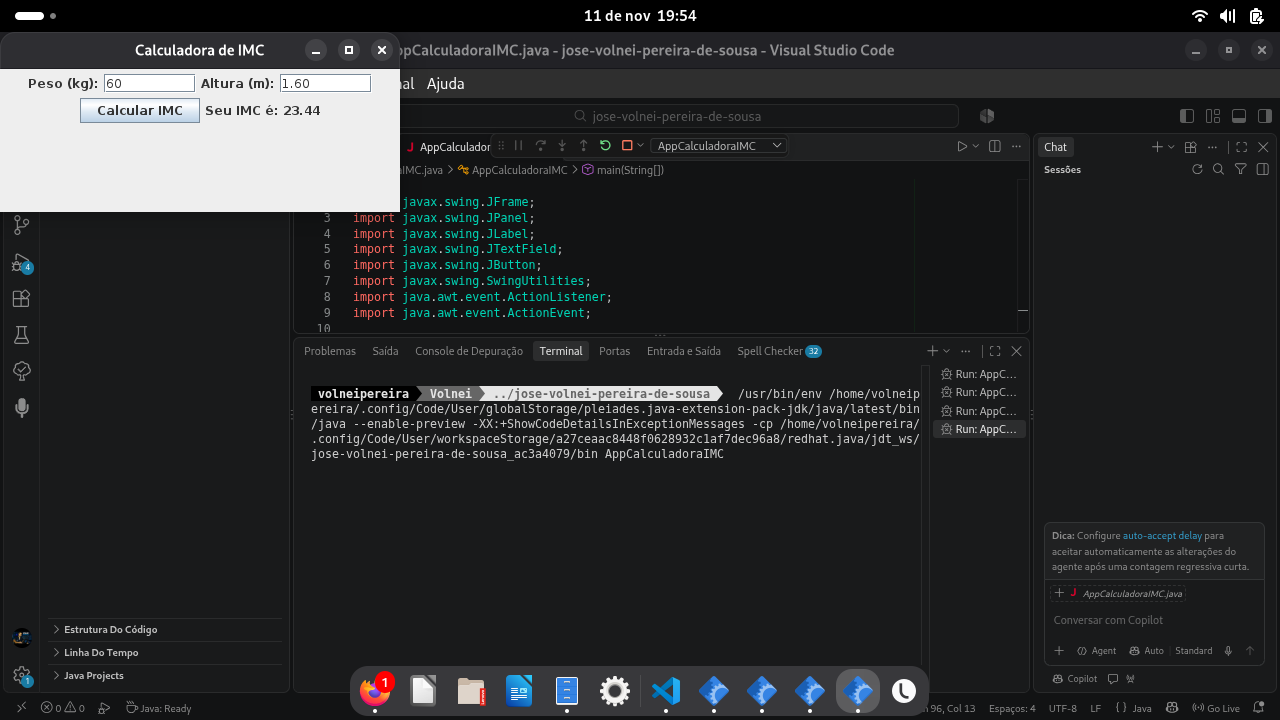 11 de nov 19:54
Calculadora de IMC
AppCalculadoraIMC.java - jose-volnei-pereira-de-sousa - Visual Studio Code
Peso (kg): 60 Altura (m): 1.60
Calcular IMC Seu IMC é: 23.44
Ajuda
jose-volnei-pereira-de-sousa
AppCalculador
AppCalculadoraIMC
IMC.java > AppCalculadoraIMC > main(String[])
javax.swing.JFrame;
3 import javax.swing.JPanel;
4 import javax.swing.JLabel;
5 import javax.swing.JTextField;
6 import javax.swing.JButton;
7 import javax.swing.SwingUtilities;
8 import java.awt.event.ActionListener;
9 import java.awt.event.ActionEvent;
10
4
Problemas Saída Console de Depuração Terminal Portas Entrada e Saída Spell Checker 32
volneipereira Volnei ../jose-volnei-pereira-de-sousa /usr/bin/env /home/volneip
ereira/.config/Code/User/globalStorage/pleiades.java-extension-pack-jdk/java/latest/bin
/java --enable-preview -XX:+ShowCodeDetailsInExceptionMessages -cp /home/volneipereira/
.config/Code/User/workspaceStorage/a27ceaac8448f0628932c1af7dec96a8/redhat.java/jdt_ws/
jose-volnei-pereira-de-sousa_ac3a4079/bin AppCalculadoraIMC
Run: AppC...
Run: AppC...
Run: AppC...
Run: AppC...
Chat
Sessões
Dica: Configure auto-accept delay para
aceitar automaticamente as alterações do
agente após uma contagem regressiva curta.
AppCalculadoraIMC.java
Conversar com Copilot
Agent Auto Standard
Copilot
Estrutura Do Código
Linha Do Tempo
Java Projects
1
1
0 0 Java: Ready
n 96, Col 13 Espaços: 4 UTF-8 LF {} Java Go Live